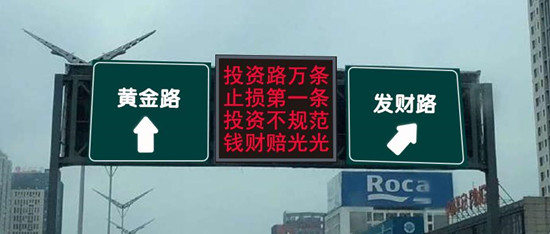 黄金路
投资路万条
止损第一条
投资不规范
钱财赔光光
发财路
Roca